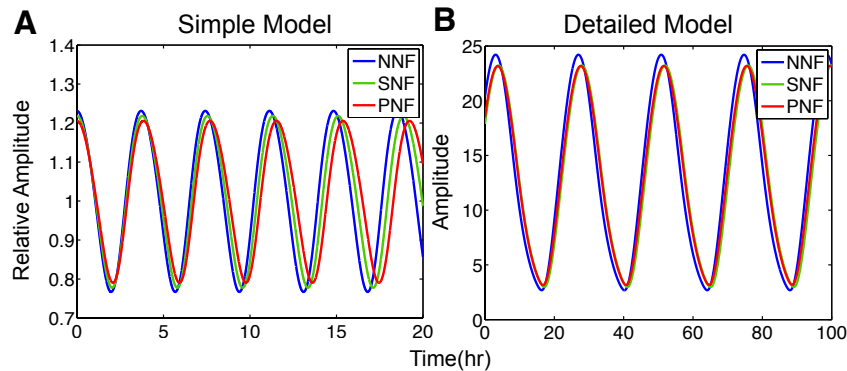 A
Simple Model
Relative Amplitude
1.4
1.3
1.2
1.1
1
0.9
0.8
0.7
0
5
10
15
20
NNF
SNF
PNF
B
Detailed Model
Amplitude
25
20
15
10
5
0
0
20
40
60
80
100
NNF
SNF
PNF
Time(hr)